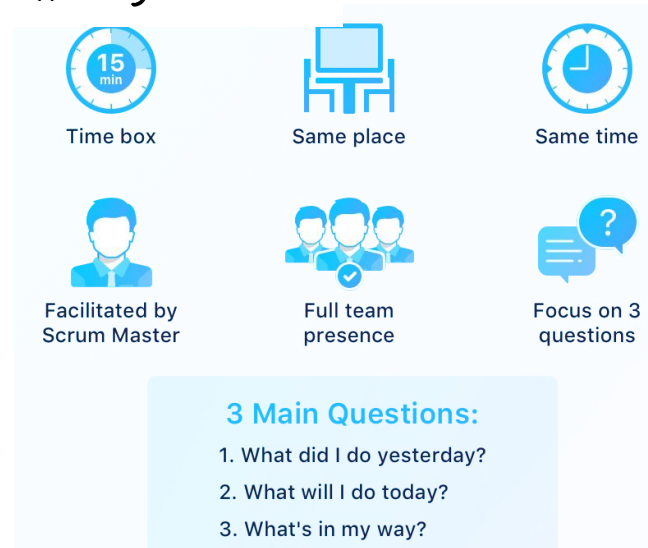 15
min
Time box
Same place
Same time
Facilitated by
Scrum Master
Full team
presence
Focus on 3
questions
?
3 Main Questions:
1. What did I do yesterday?
2. What will I do today?
3. What's in my way?